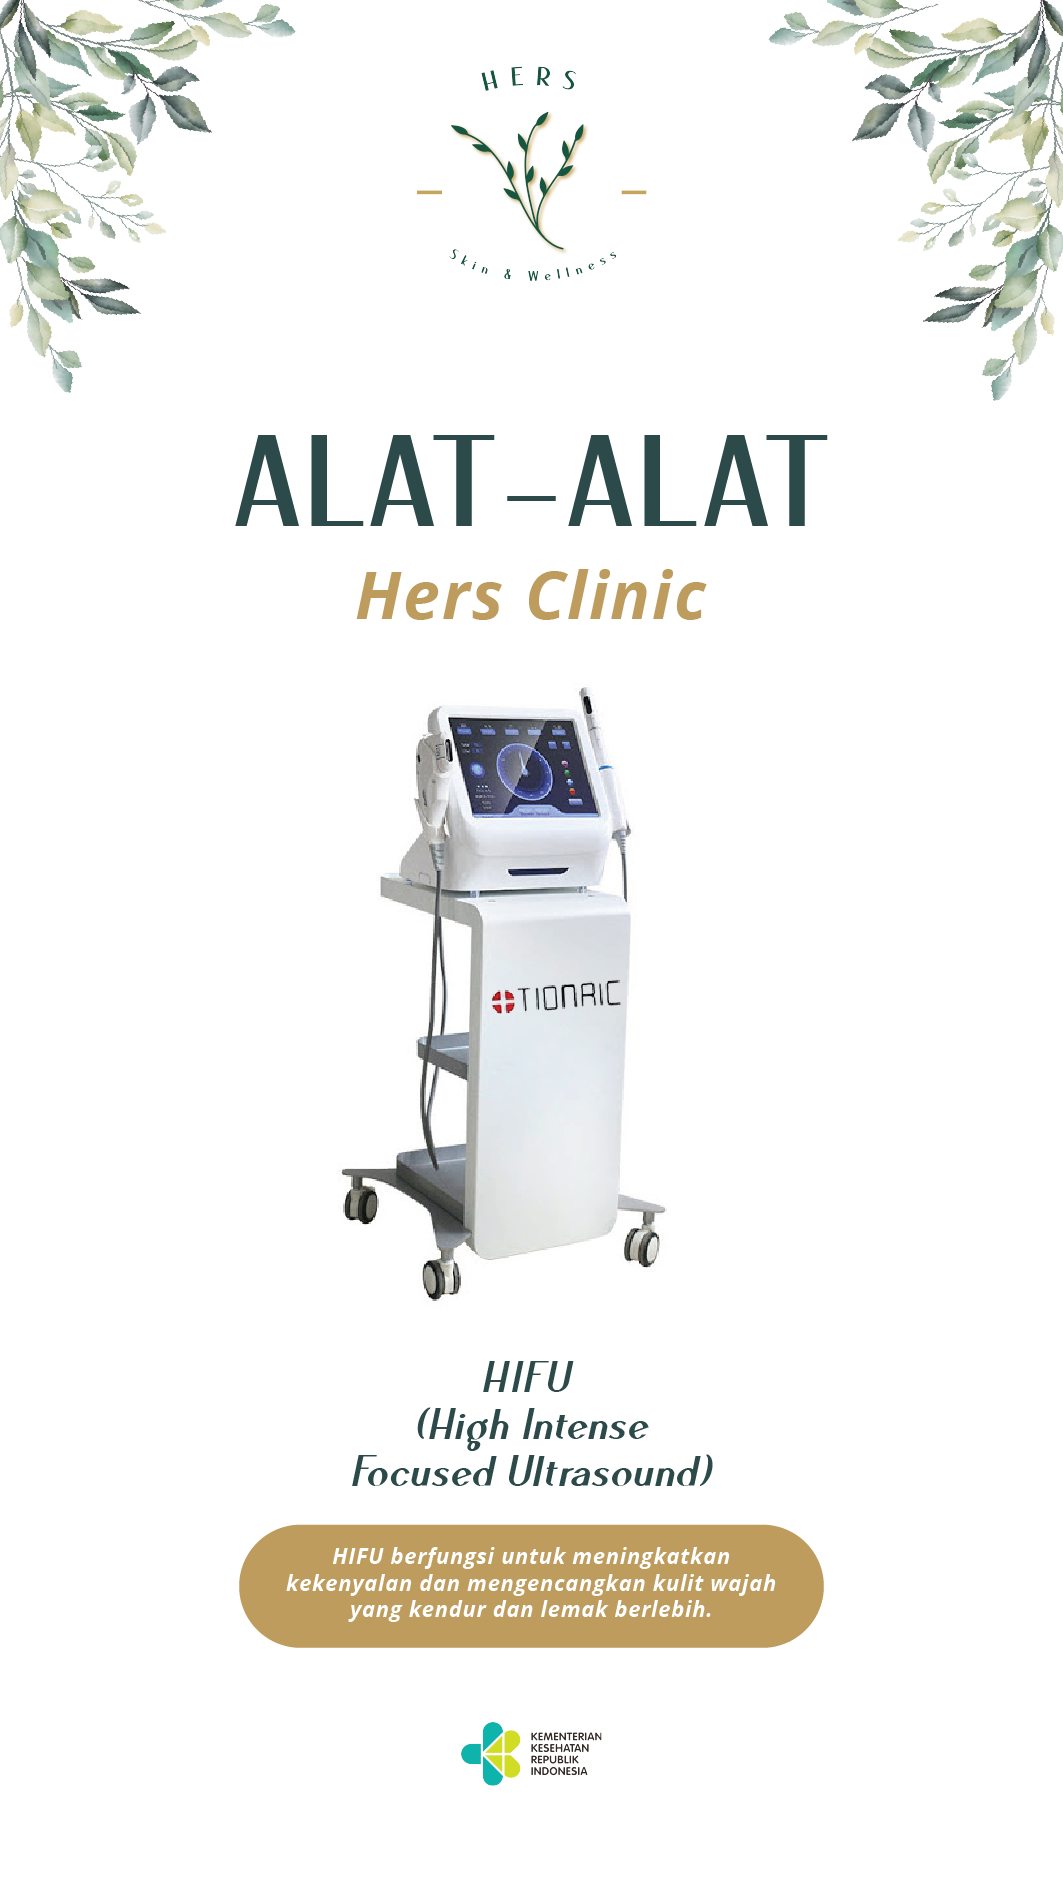 HERS
Skin & Wellness
ALAT-ALAT
Hers Clinic
TIONRIC
HIFU
(High Intense
Focused Ultrasound)
HIFU berfungsi untuk meningkatkan
kekenyalan dan mengencangkan kulit wajah
yang kendur dan lemak berlebih.
KEMENTERIAN
KESEHATAN
REPUBLIK
INDONESIA